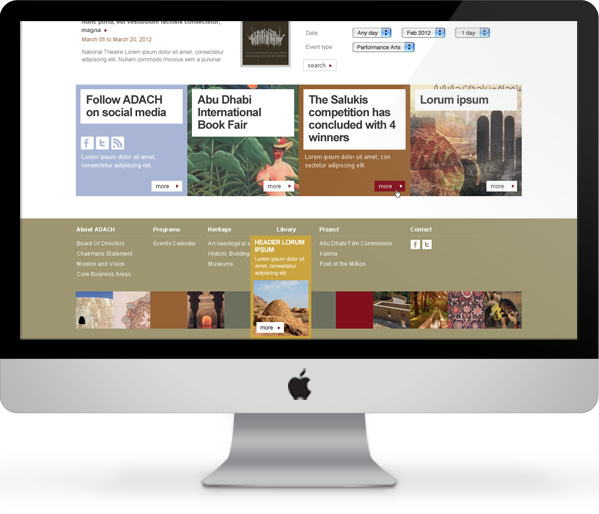 Nunc porta, est vestibulum facilisis consectetur,
magna
March 05 to March 20, 2012
National Theatre Lorem ipsum dolor sit amet, consectetur
adipiscing elit. Nullam commodo rhoncus sem a pulvinar.
Date
Any day
Feb 2012
1 day
Event type
Performance Arts
search
Follow ADACH
on social media
Lorem ipsum dolor sit amet,
consectetur adipiscing elit.
more
Abu Dhabi
International
Book Fair
more
The Salukis
competition has
concluded with 4
winners
Lorem ipsum dolor sit amet, con
sectetur adipiscing elit.
more
Lorem ipsum
more
About ADACH
Board Of Directors
Chairmans Statement
Mission and Vision
Core Business Areas
Programs
Events Calendar
Heritage
Archaeological s
Historic Buildings
Museums
Library
HEADER LORUM
IPSUM
Lorem ipsum dolor sit amet,
consectetur adipiscing elit.
more
Project
Abu Dhabi Film Commission
Kalima
Poet of the Million
Contact